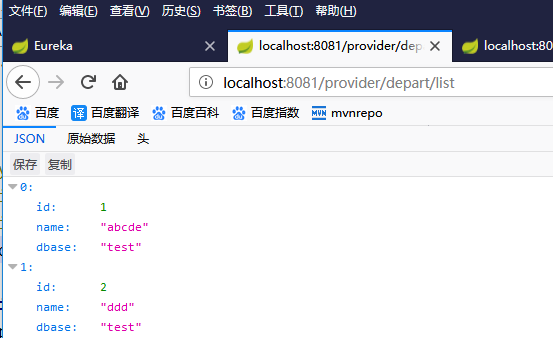 文件(F) 编辑(E) 查看(V) 历史(S) 书签(B) 工具(T) 帮助(H)
Eureka localhost:8081/provider/dep localhost:80
localhost:8081/provider/depart/list
百度 译 百度翻译 百度百科 百度指数 MVN mvnrepo
JSON 原始数据 头
保存 复制
0:
id: 1
name: "abcde"
dbase: "test"
1:
id: 2
name: "ddd"
dbase: "test"